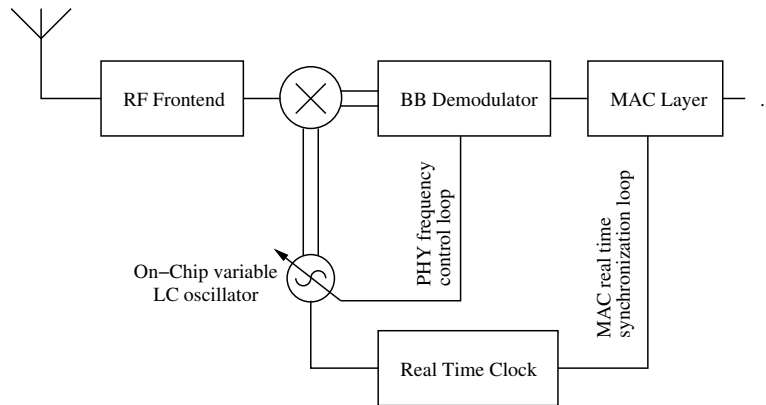 RF Frontend
BB Demodulator
MAC Layer
.
PHY frequency
control loop
MAC real time
synchronization loop
On−Chip variable
LC oscillator
Real Time Clock